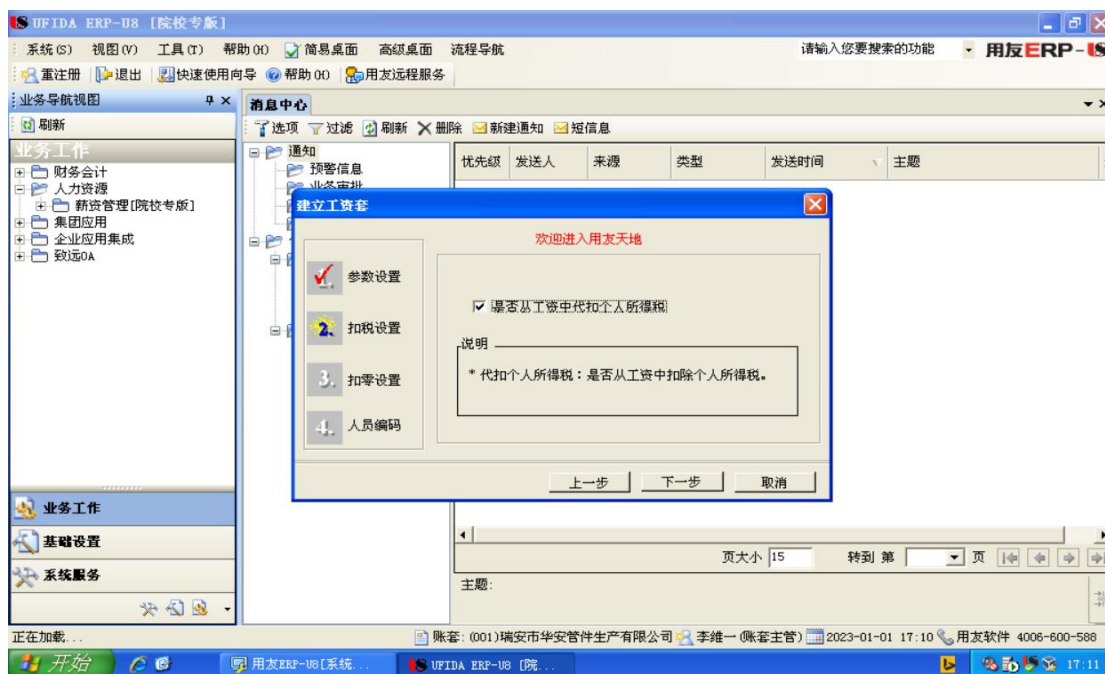 UFIDA ERP-U8 [院校专版]
系统(S) 视图(V) 工具(T) 帮助(H) 简易桌面 高级桌面 流程导航 请输入您要搜索的功能 用友ERP-U8
重注册 退出 快速使用向导 帮助(H) 用友远程服务
业务导航视图
刷新
业务工作
财务会计
人力资源
薪资管理[院校专版]
集团应用
企业应用集成
致远OA
业务工作
基础设置
系统服务
消息中心
选项 过滤 刷新 删除 新建通知 短信息
通知
预警信息
业务审批
优先级 发送人 来源 类型 发送时间 主题
建立工资套
欢迎进入用友天地
1. 参数设置
2. 扣税设置
3. 扣零设置
4. 人员编码
是否从工资中代扣个人所得税
说明
* 代扣个人所得税：是否从工资中扣除个人所得税。
上一步 下一步 取消
页大小 15 转到 第 页
主题:
正在加载... 账套: (001)瑞安市华安管件生产有限公司 李维一 (账套主管) 2023-01-01 17:10 用友软件 4006-600-588
开始 用友ERP-U8[系统... UFIDA ERP-U8 [院... 17:11